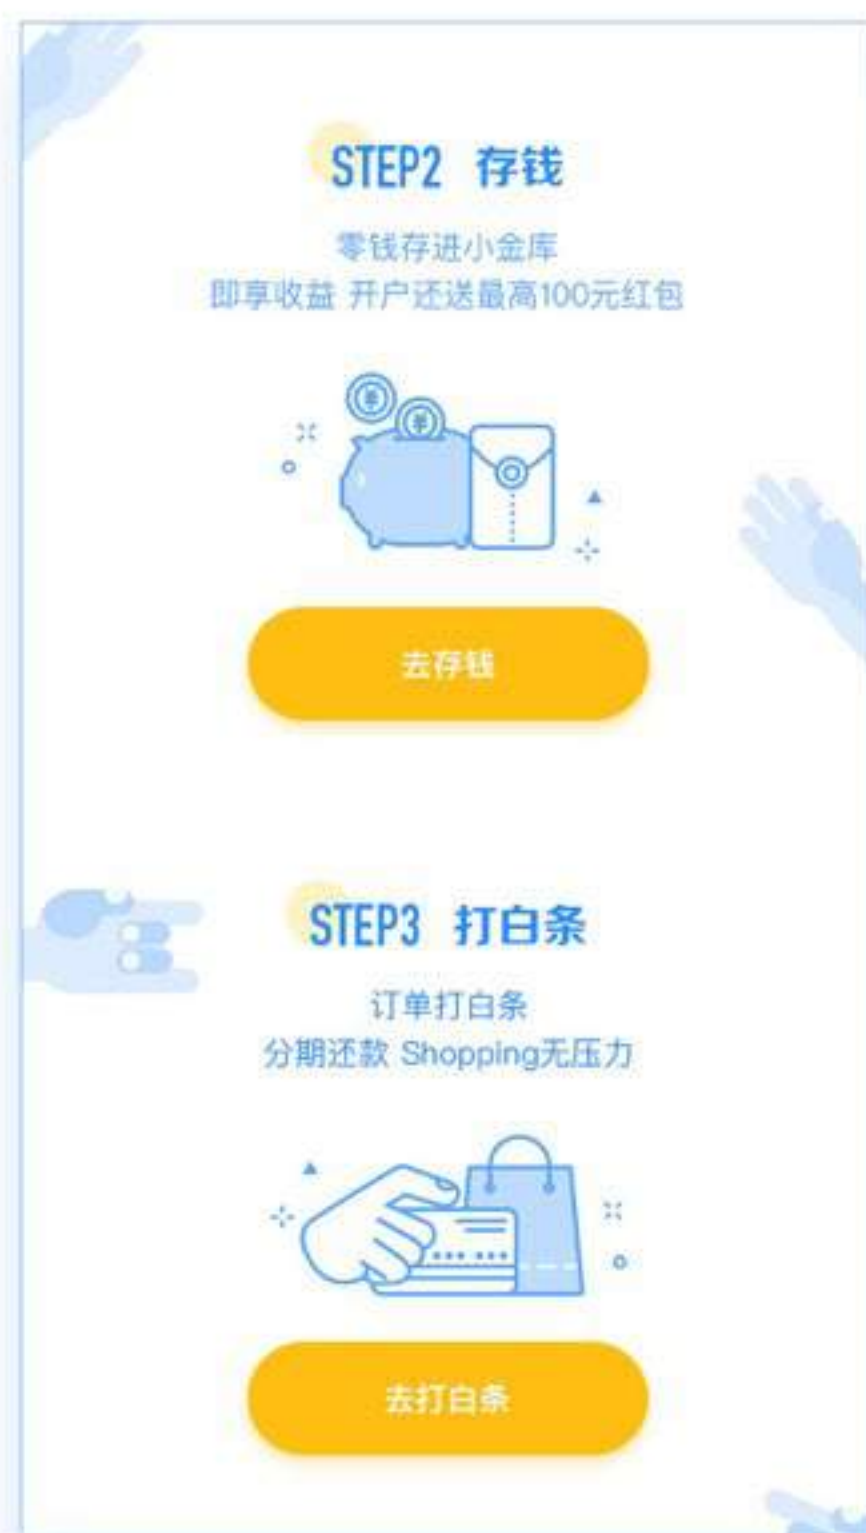 STEP2 存钱
零钱存进小金库
即享收益 开户还送最高100元红包
去存钱
STEP3 打白条
订单打白条
分期还款 Shopping无压力
去打白条